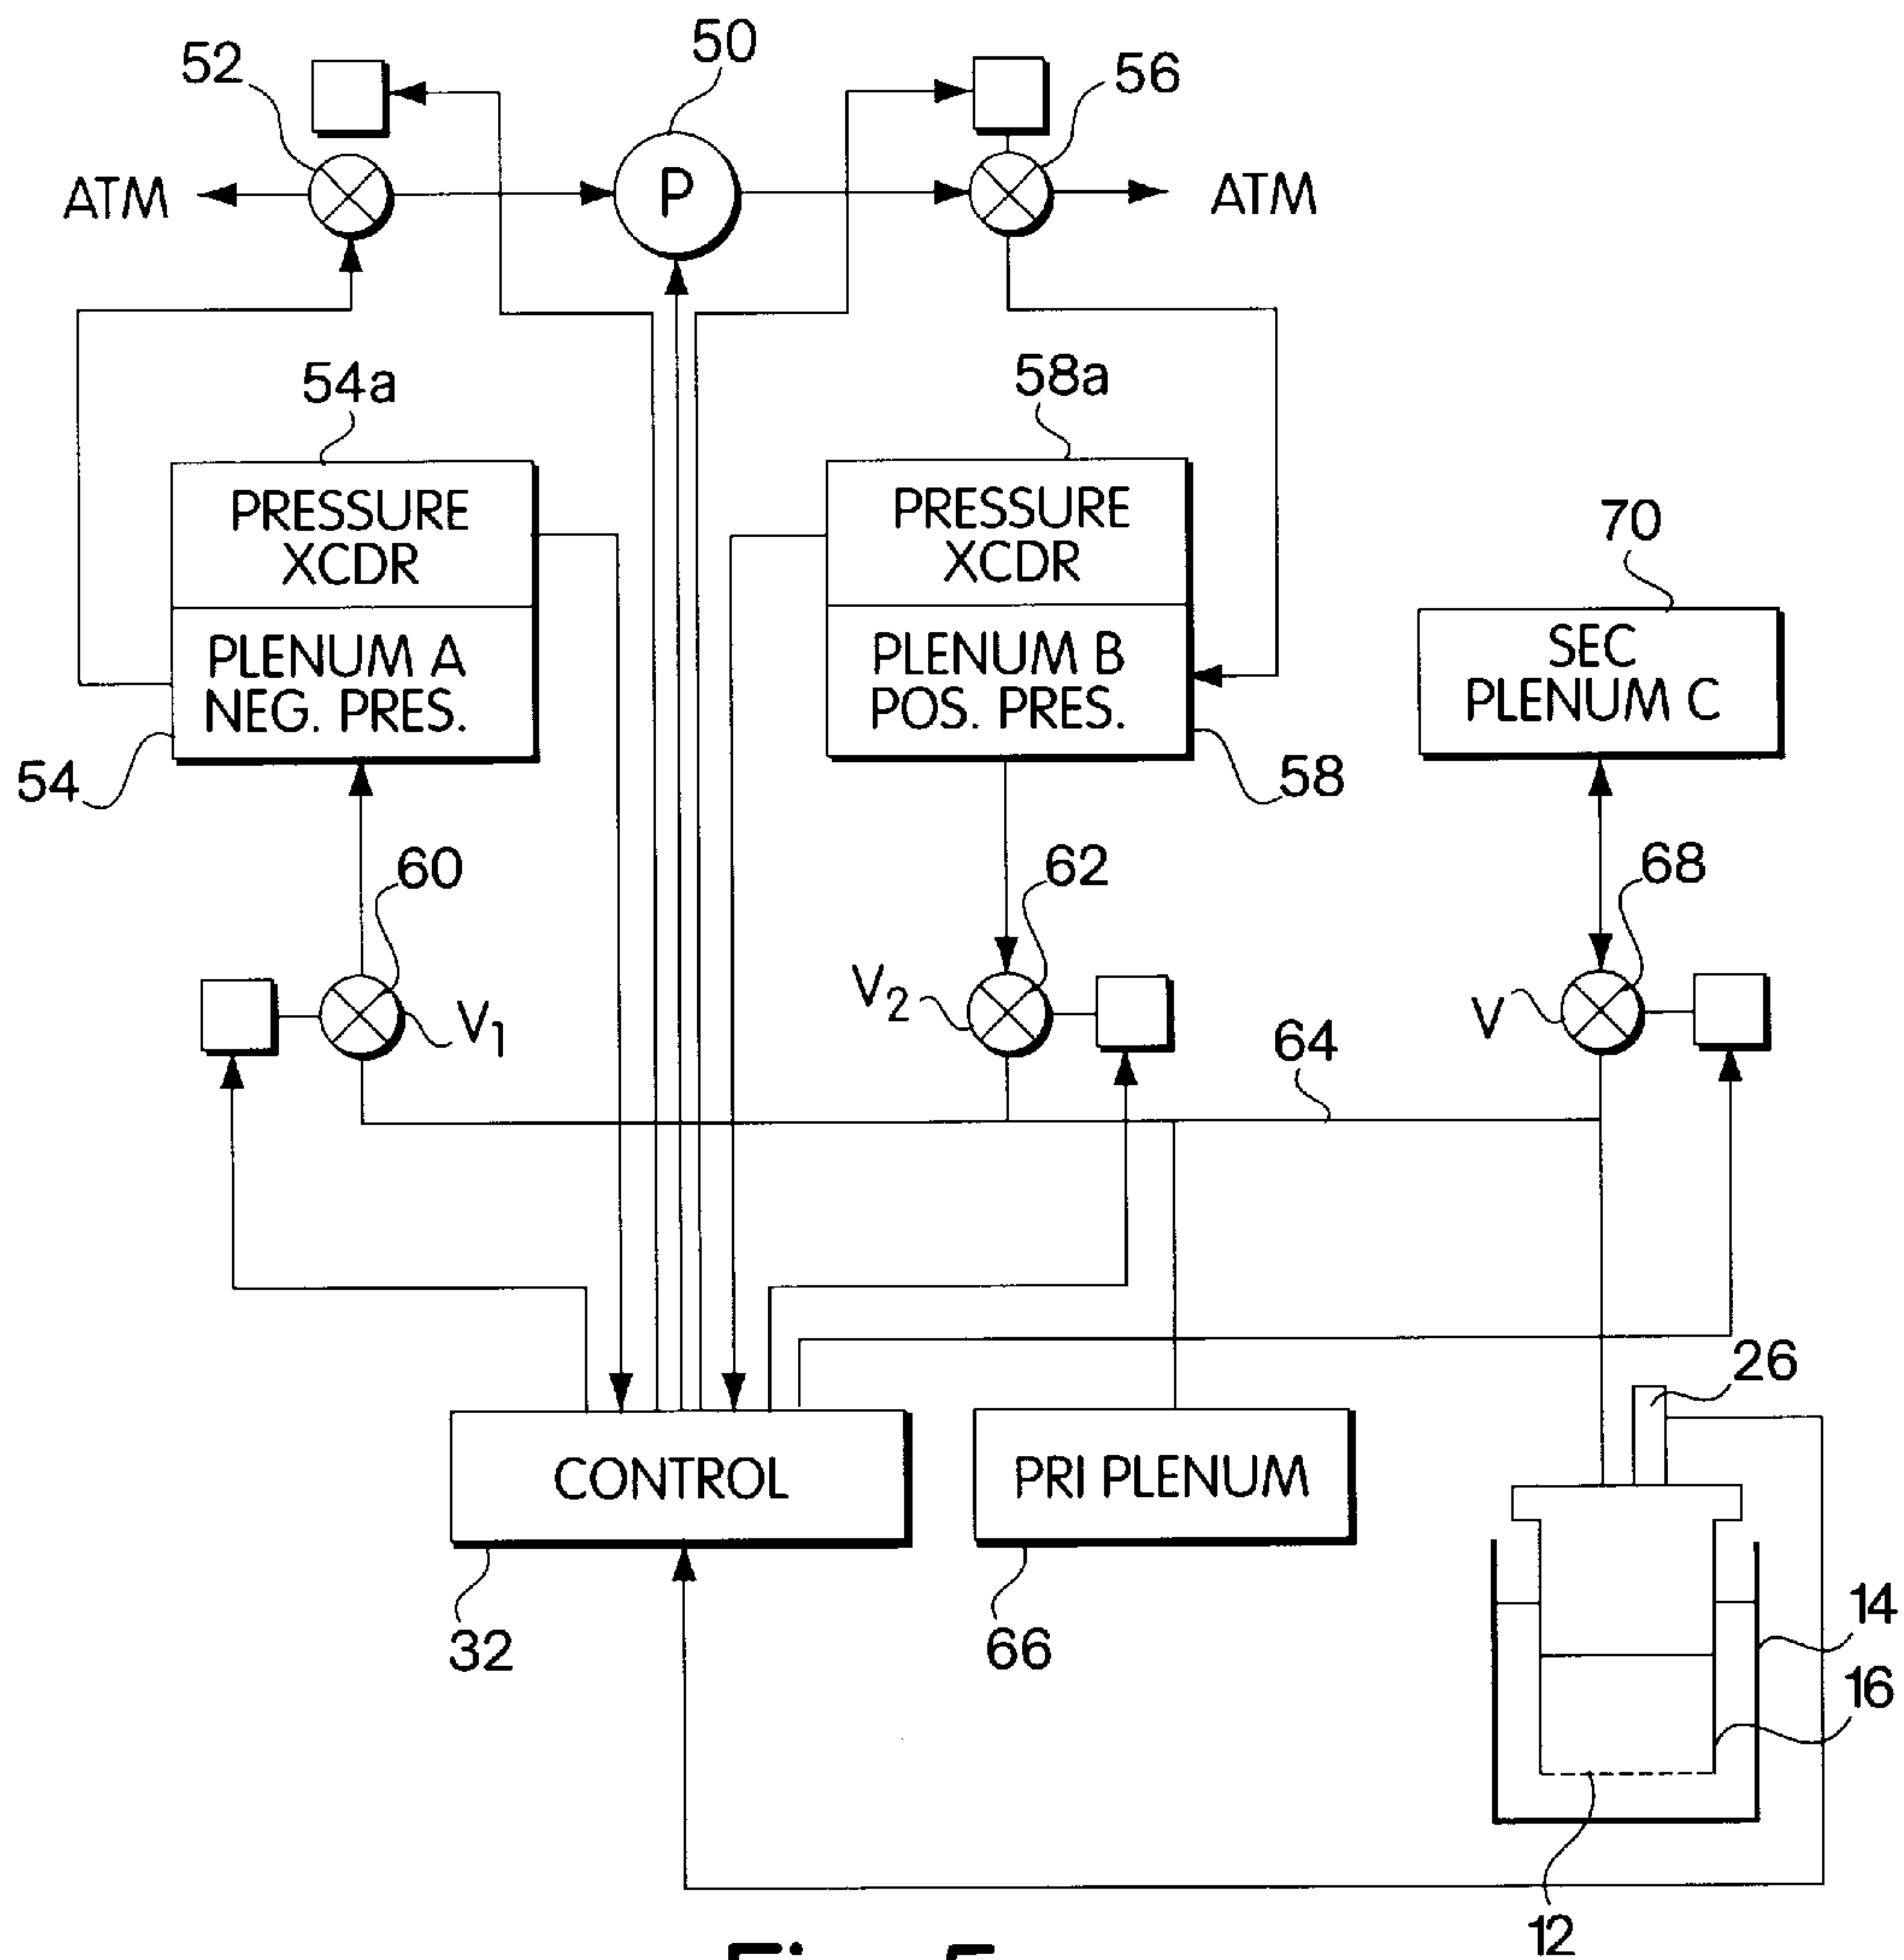 50
52
56
ATM
P
ATM
54a
58a
PRESSURE
XCDR
PRESSURE
XCDR
70
PLENUM A
NEG. PRES.
PLENUM B
POS. PRES.
SEC
PLENUM C
54
58
60
62
68
V1
V2
V
64
26
CONTROL
PRI PLENUM
32
66
14
16
12